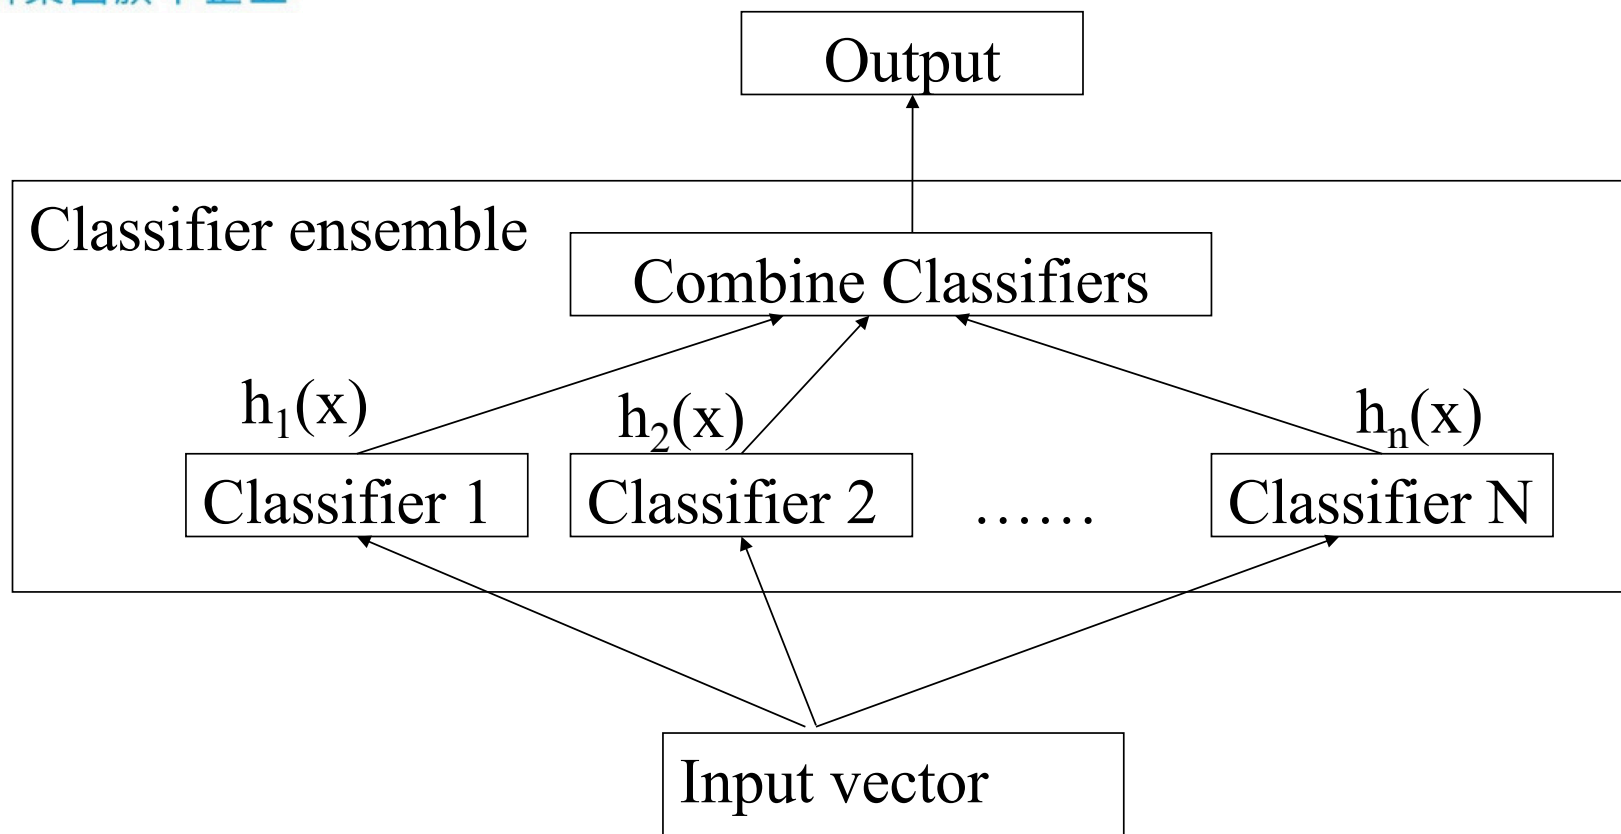 Output
Classifier ensemble
Combine Classifiers
h₁(x)
h₂(x)
hₙ(x)
Classifier 1
Classifier 2
……
Classifier N
Input vector